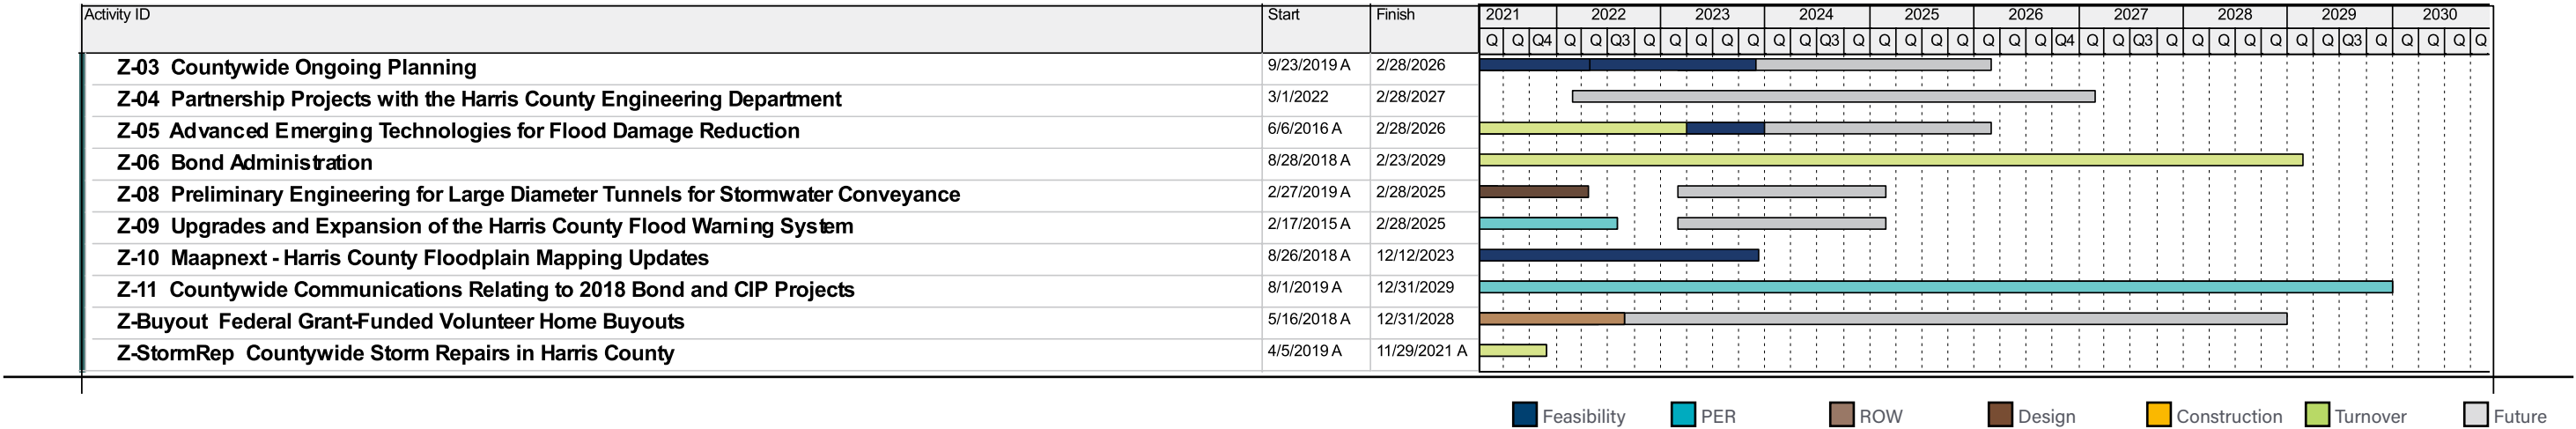 Activity ID Start Finish 2021 2022 2023 2024 2025 2026 2027 2028 2029 2030
Q Q Q4 Q Q Q3 Q Q Q Q Q Q Q Q3 Q Q Q Q Q Q Q Q Q4 Q Q Q3 Q Q Q Q Q Q Q Q3 Q Q Q Q Q
Z-03 Countywide Ongoing Planning 9/23/2019 A 2/28/2026
Z-04 Partnership Projects with the Harris County Engineering Department 3/1/2022 2/28/2027
Z-05 Advanced Emerging Technologies for Flood Damage Reduction 6/6/2016 A 2/28/2026
Z-06 Bond Administration 8/28/2018 A 2/23/2029
Z-08 Preliminary Engineering for Large Diameter Tunnels for Stormwater Conveyance 2/27/2019 A 2/28/2025
Z-09 Upgrades and Expansion of the Harris County Flood Warning System 2/17/2015 A 2/28/2025
Z-10 Maapnext - Harris County Floodplain Mapping Updates 8/26/2018 A 12/12/2023
Z-11 Countywide Communications Relating to 2018 Bond and CIP Projects 8/1/2019 A 12/31/2029
Z-Buyout Federal Grant-Funded Volunteer Home Buyouts 5/16/2018 A 12/31/2028
Z-StormRep Countywide Storm Repairs in Harris County 4/5/2019 A 11/29/2021 A
Feasibility PER ROW Design Construction Turnover Future